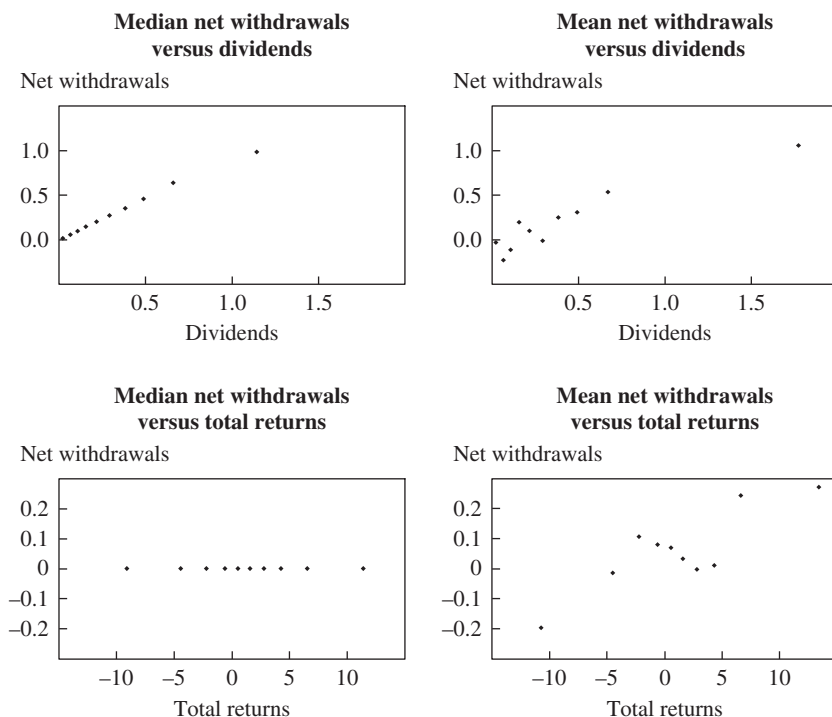 Median net withdrawals
versus dividends
Net withdrawals
1.0
0.5
0.0
0.5 1.0 1.5
Dividends
Mean net withdrawals
versus dividends
Net withdrawals
1.0
0.5
0.0
0.5 1.0 1.5
Dividends
Median net withdrawals
versus total returns
Net withdrawals
0.2
0.1
0
–0.1
–0.2
–10 –5 0 5 10
Total returns
Mean net withdrawals
versus total returns
Net withdrawals
0.2
0.1
0
–0.1
–0.2
–10 –5 0 5 10
Total returns